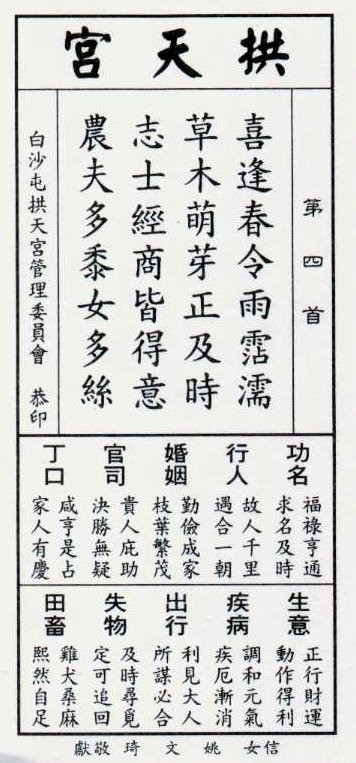 拱天宮
第四首
喜逢春令雨霑濡
草木萌芽正及時
志士經商皆得意
農夫多黍女多絲
白沙屯拱天宮管理委員會 恭印
功名
福祿亨通
求名及時
行人
故人千里
遇合一朝
婚姻
勤儉成家
枝葉繁茂
官司
貴人庇助
決勝無疑
丁口
咸亨是占
家人有慶
生意
正行財運
動作得利
疾病
調和元氣
疾厄漸消
出行
利見大人
所謀必合
失物
及時尋覓
定可追回
田畜
雞犬桑麻
熙然自足
信女姚文琦敬獻